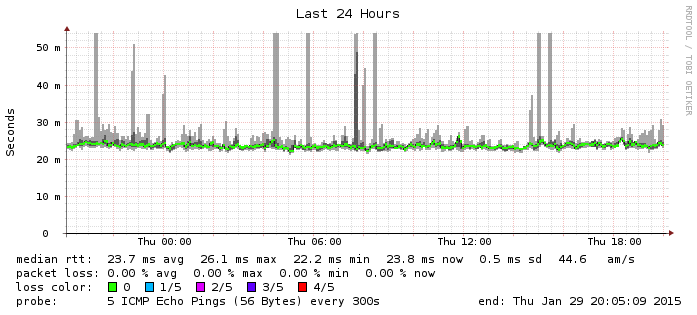 Last 24 Hours
RRDTOOL / TOBI OETIKER
Seconds
50 m
40 m
30 m
20 m
10 m
0
Thu 00:00 Thu 06:00 Thu 12:00 Thu 18:00
median rtt: 23.7 ms avg 26.1 ms max 22.2 ms min 23.8 ms now 0.5 ms sd 44.6 am/s
packet loss: 0.00 % avg 0.00 % max 0.00 % min 0.00 % now
loss color: 0 1/5 2/5 3/5 4/5
probe: 5 ICMP Echo Pings (56 Bytes) every 300s end: Thu Jan 29 20:05:09 2015